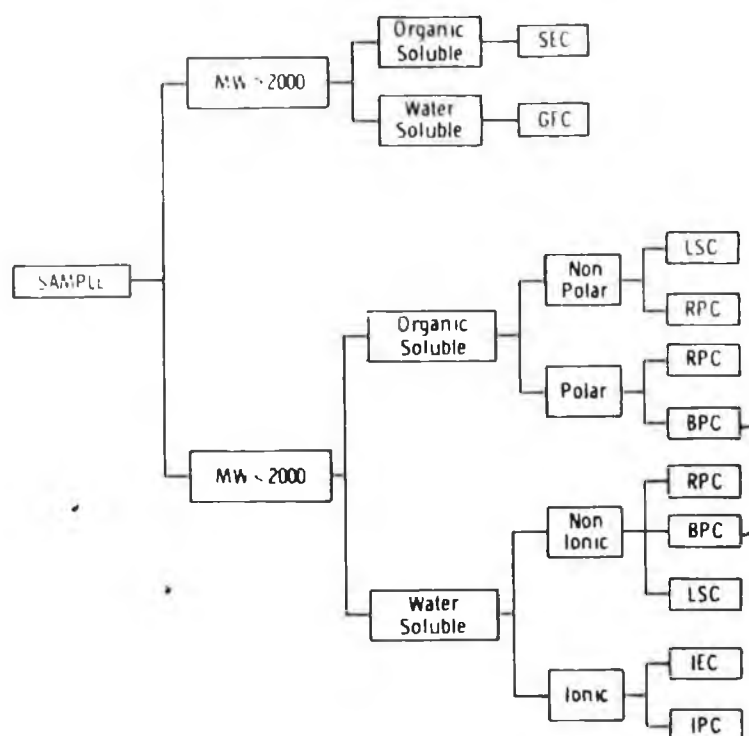 Organic
Soluble
SEC
MW > 2000
Water
Soluble
GFC
SAMPLE
Non
Polar
LSC
RPC
Organic
Soluble
Polar
RPC
BPC
MW < 2000
Non
Ionic
RPC
BPC
LSC
Water
Soluble
Ionic
IEC
IPC